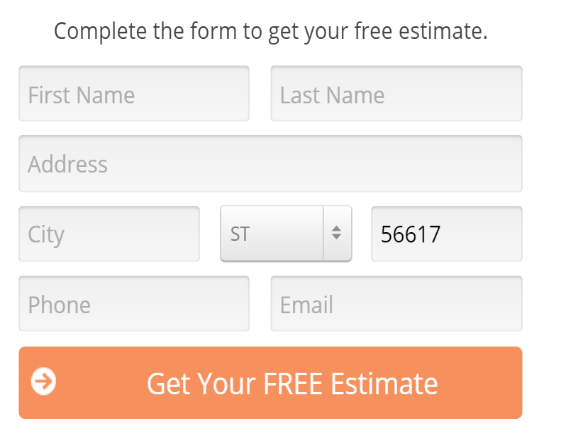 Complete the form to get your free estimate.
First Name Last Name
Address
City ST 56617
Phone Email
Get Your FREE Estimate